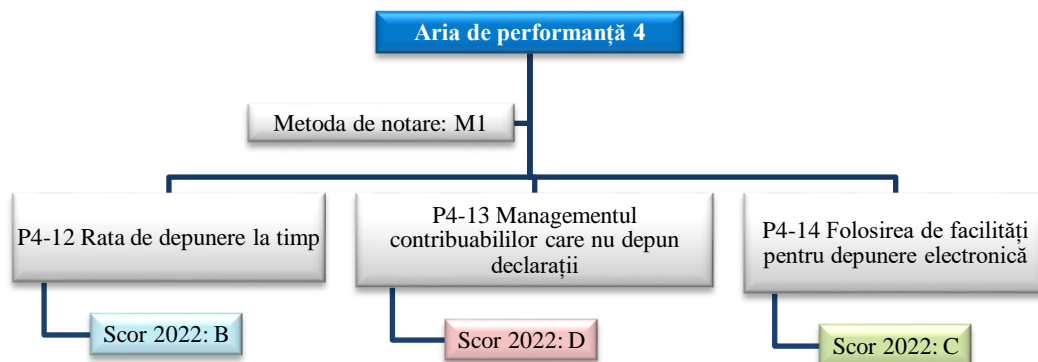 Aria de performanță 4
Metoda de notare: M1
P4-12 Rata de depunere la timp
P4-13 Managementul
contribuabililor care nu depun
declarații
P4-14 Folosirea de facilități
pentru depunere electronică
Scor 2022: B
Scor 2022: D
Scor 2022: C